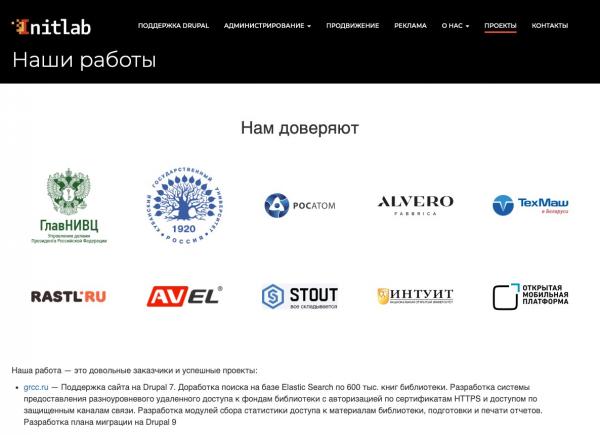 Initlab
ПОДДЕРЖКА DRUPAL АДМИНИСТРИРОВАНИЕ ПРОДВИЖЕНИЕ РЕКЛАМА О НАС ПРОЕКТЫ КОНТАКТЫ
Наши работы
Нам доверяют
ГлавНИВЦ
Управления делами
Президента Российской Федерации
КУБАНСКИЙ ГОСУДАРСТВЕННЫЙ УНИВЕРСИТЕТ
1920
РОССИЯ
РОСАТОМ
ALVERO
FABBRICA
ТехМаш
в Беларуси
RASTL.RU
AVEL
STOUT
все складывается
ИНТУИТ
НАЦИОНАЛЬНЫЙ ОТКРЫТЫЙ УНИВЕРСИТЕТ
ОТКРЫТАЯ
МОБИЛЬНАЯ
ПЛАТФОРМА
Наша работа — это довольные заказчики и успешные проекты:
• grcc.ru — Поддержка сайта на Drupal 7. Доработка поиска на базе Elastic Search по 600 тыс. книг библиотеки. Разработка системы
предоставления разноуровневого удаленного доступа к фондам библиотеки с авторизацией по сертификатам HTTPS и доступом по
защищенным каналам связи. Разработка модулей сбора статистики доступа к материалам библиотеки, подготовки и печати отчетов.
Разработка плана миграции на Drupal 9